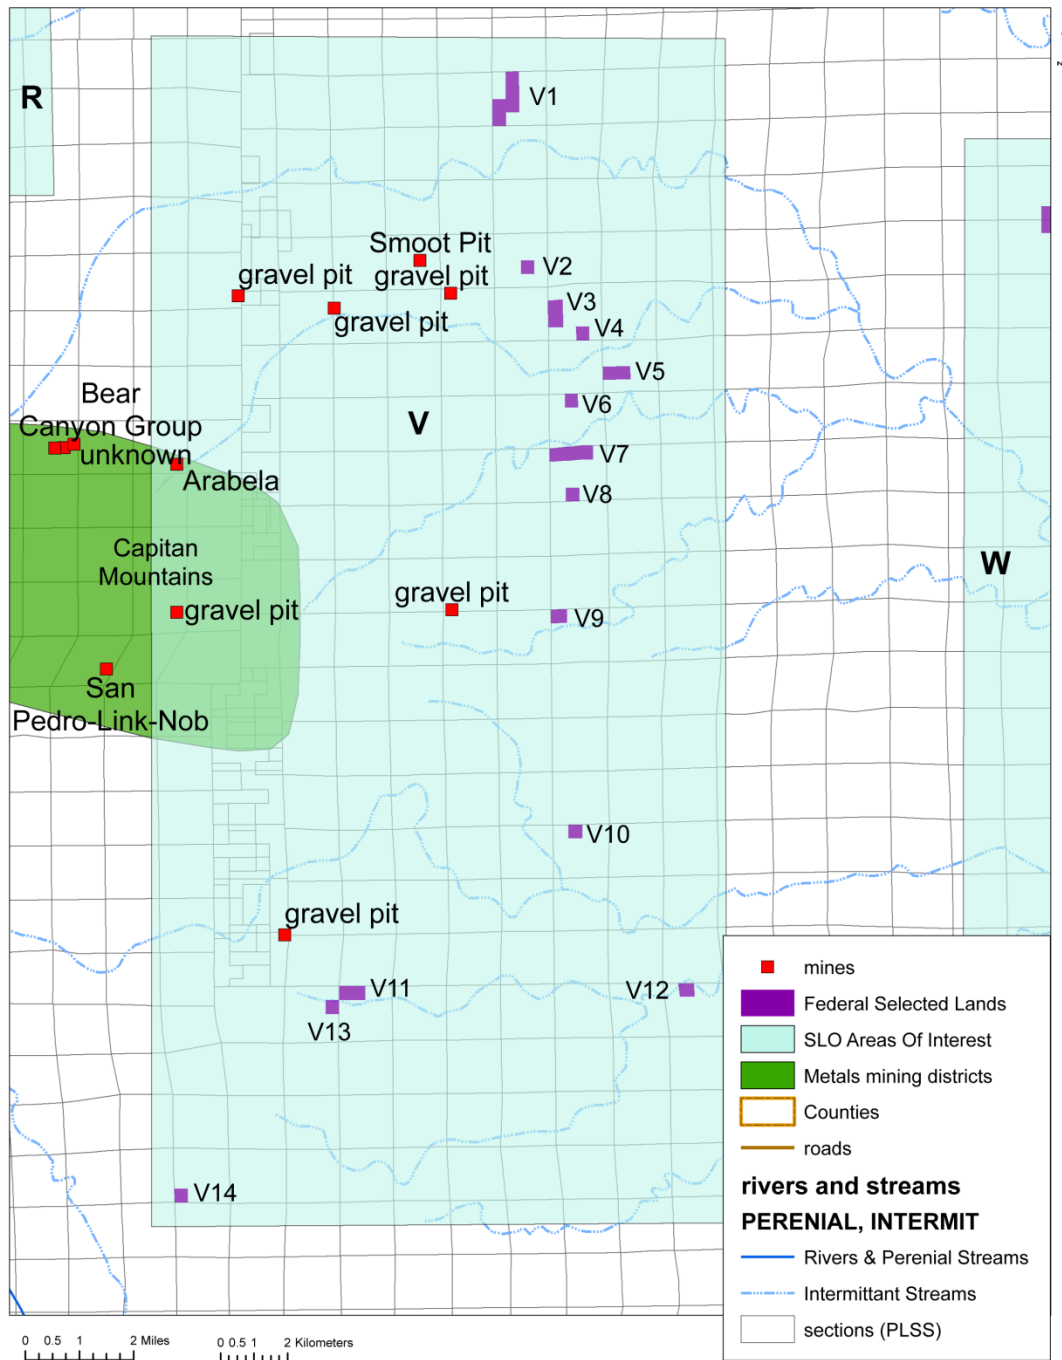 R
V1
Smoot Pit
gravel pit
gravel pit
gravel pit
V2
V3
V4
V5
V6
V
Bear
Canyon Group
unknown
Arabela
V7
V8
Capitan
Mountains
gravel pit
gravel pit
V9
W
San
Pedro-Link-Nob
V10
gravel pit
V11
V12
V13
V14
mines
Federal Selected Lands
SLO Areas Of Interest
Metals mining districts
Counties
roads
rivers and streams
PERENIAL, INTERMIT
Rivers & Perenial Streams
Intermittant Streams
sections (PLSS)
0 0.5 1 2 Miles
0 0.5 1 2 Kilometers